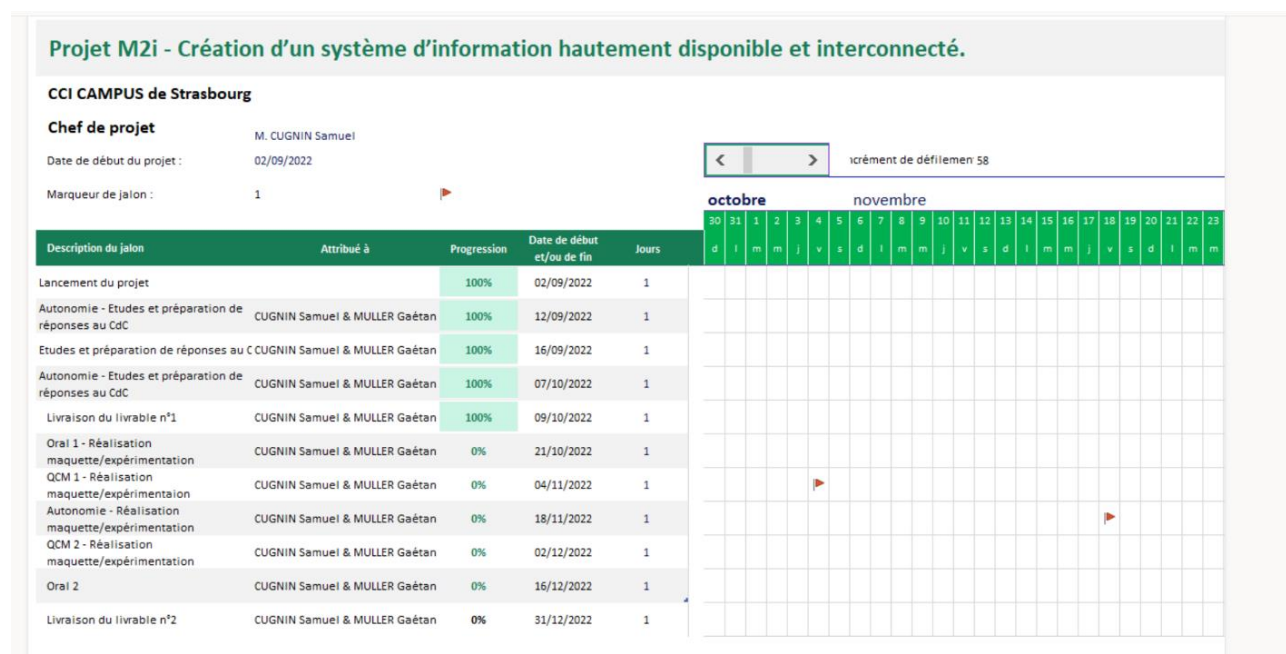 Projet M2i - Création d'un système d'information hautement disponible et interconnecté.
CCI CAMPUS de Strasbourg
Chef de projet
M. CUGNIN Samuel
Date de début du projet :
02/09/2022
incrément de défilemen 58
Marqueur de jalon :
1
octobre
novembre
30 31 1 2 3 4 5 6 7 8 9 10 11 12 13 14 15 16 17 18 19 20 21 22 23
Description du jalon
Attribué à
Progression
Date de début
et/ou de fin
Jours
d l m m j v s d l m m j v s d l m m j v s d l m m
Lancement du projet
100%
02/09/2022
1
Autonomie - Etudes et préparation de
réponses au CdC
CUGNIN Samuel & MULLER Gaétan
100%
12/09/2022
1
Etudes et préparation de réponses au C
CUGNIN Samuel & MULLER Gaétan
100%
16/09/2022
1
Autonomie - Etudes et préparation de
réponses au CdC
CUGNIN Samuel & MULLER Gaétan
100%
07/10/2022
1
Livraison du livrable n°1
CUGNIN Samuel & MULLER Gaétan
100%
09/10/2022
1
Oral 1 - Réalisation
maquette/expérimentation
CUGNIN Samuel & MULLER Gaétan
0%
21/10/2022
1
QCM 1 - Réalisation
maquette/expérimentaion
CUGNIN Samuel & MULLER Gaétan
0%
04/11/2022
1
Autonomie - Réalisation
maquette/expérimentation
CUGNIN Samuel & MULLER Gaétan
0%
18/11/2022
1
QCM 2 - Réalisation
maquette/expérimentation
CUGNIN Samuel & MULLER Gaétan
0%
02/12/2022
1
Oral 2
CUGNIN Samuel & MULLER Gaétan
0%
16/12/2022
1
Livraison du livrable n°2
CUGNIN Samuel & MULLER Gaétan
0%
31/12/2022
1